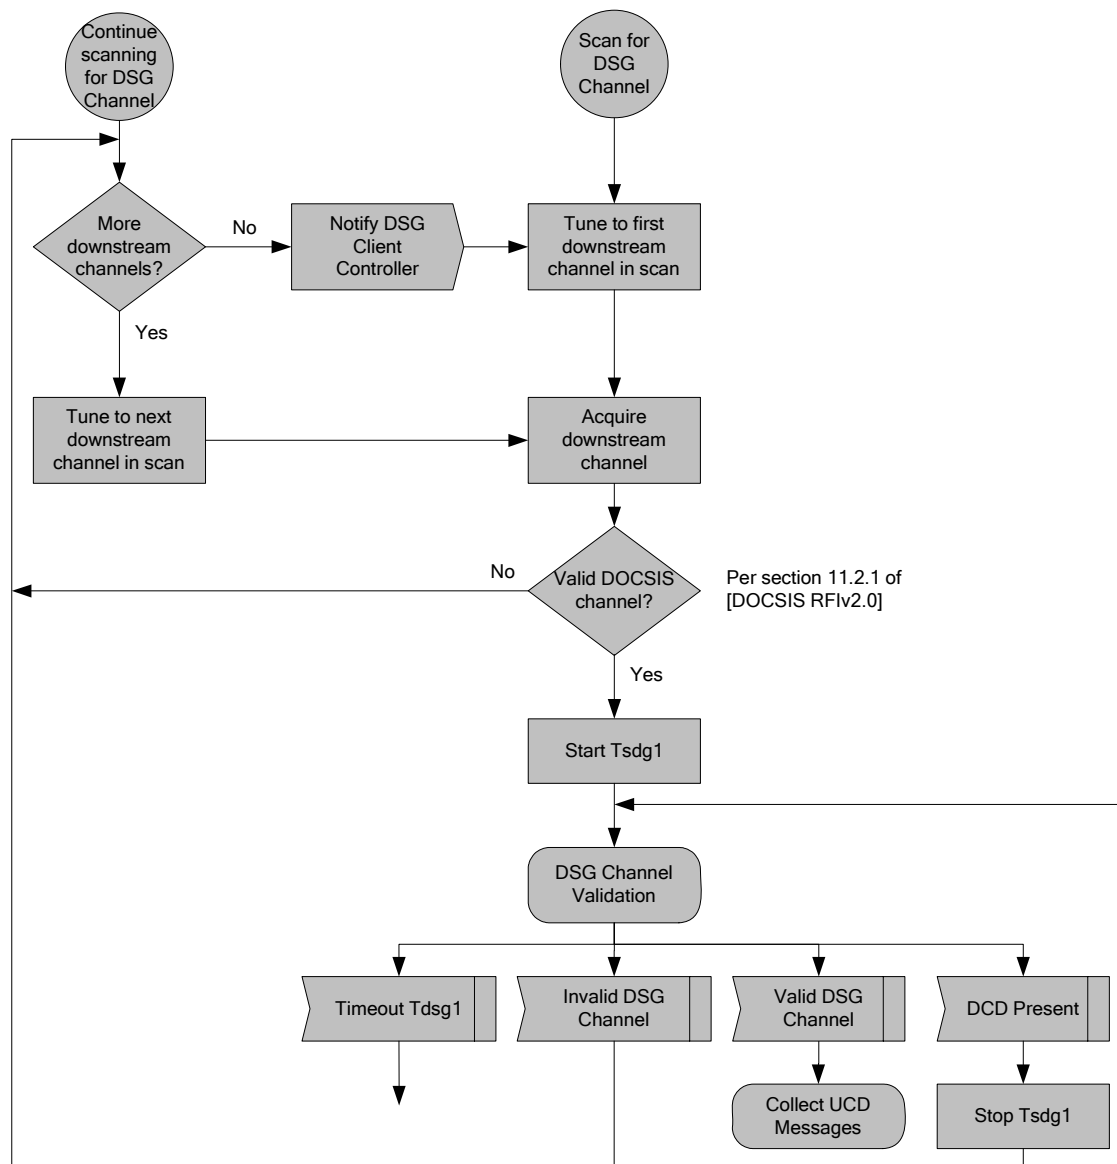 Continue
scanning
for DSG
Channel
Scan for
DSG
Channel
More
downstream
channels?
No
Notify DSG
Client
Controller
Tune to first
downstream
channel in scan
Yes
Tune to next
downstream
channel in scan
Acquire
downstream
channel
No
Valid DOCSIS
channel?
Per section 11.2.1 of
[DOCSIS RFIv2.0]
Yes
Start Tsdg1
DSG Channel
Validation
Timeout Tdsg1
Invalid DSG
Channel
Valid DSG
Channel
DCD Present
Collect UCD
Messages
Stop Tsdg1